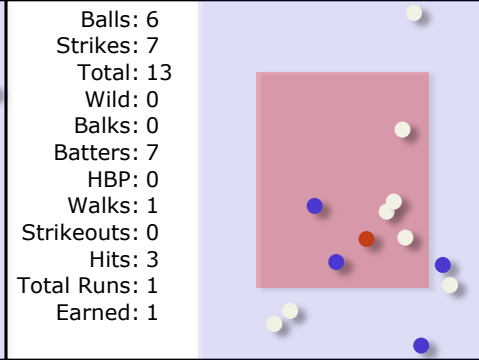 Balls: 6
Strikes: 7
Total: 13
Wild: 0
Balks: 0
Batters: 7
HBP: 0
Walks: 1
Strikeouts: 0
Hits: 3
Total Runs: 1
Earned: 1